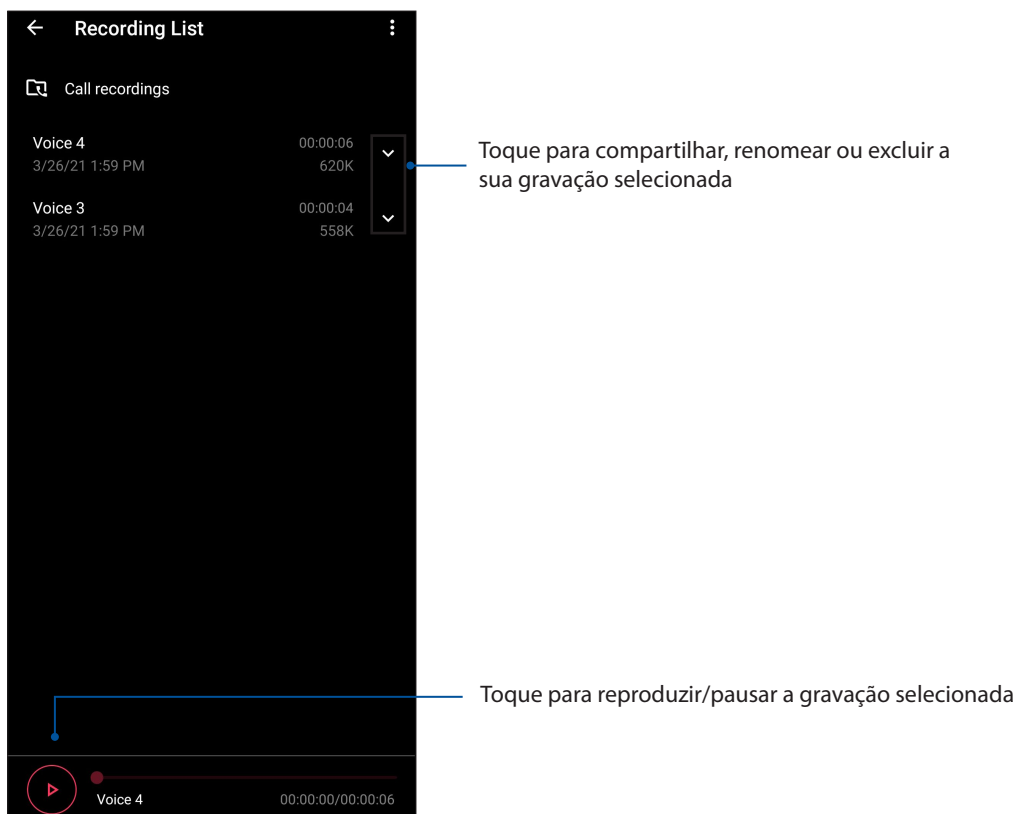 Recording List
Call recordings
Voice 4 00:00:06
3/26/21 1:59 PM 620K
Toque para compartilhar, renomear ou excluir a
sua gravação selecionada
Voice 3 00:00:04
3/26/21 1:59 PM 558K
Toque para reproduzir/pausar a gravação selecionada
Voice 4 00:00:00/00:00:06